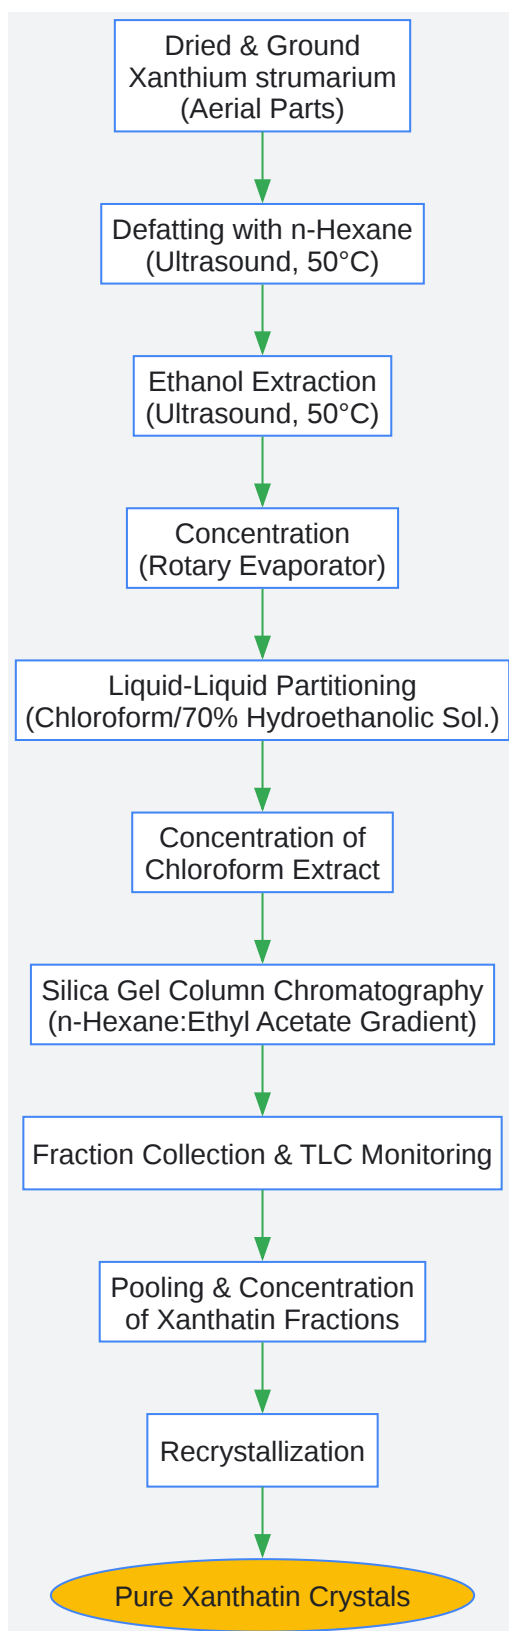 Dried & Ground
Xanthium strumarium
(Aerial Parts)
Defatting with n-Hexane
(Ultrasound, 50°C)
Ethanol Extraction
(Ultrasound, 50°C)
Concentration
(Rotary Evaporator)
Liquid-Liquid Partitioning
(Chloroform/70% Hydroethanolic Sol.)
Concentration of
Chloroform Extract
Silica Gel Column Chromatography
(n-Hexane:Ethyl Acetate Gradient)
Fraction Collection & TLC Monitoring
Pooling & Concentration
of Xanthatin Fractions
Recrystallization
Pure Xanthatin Crystals